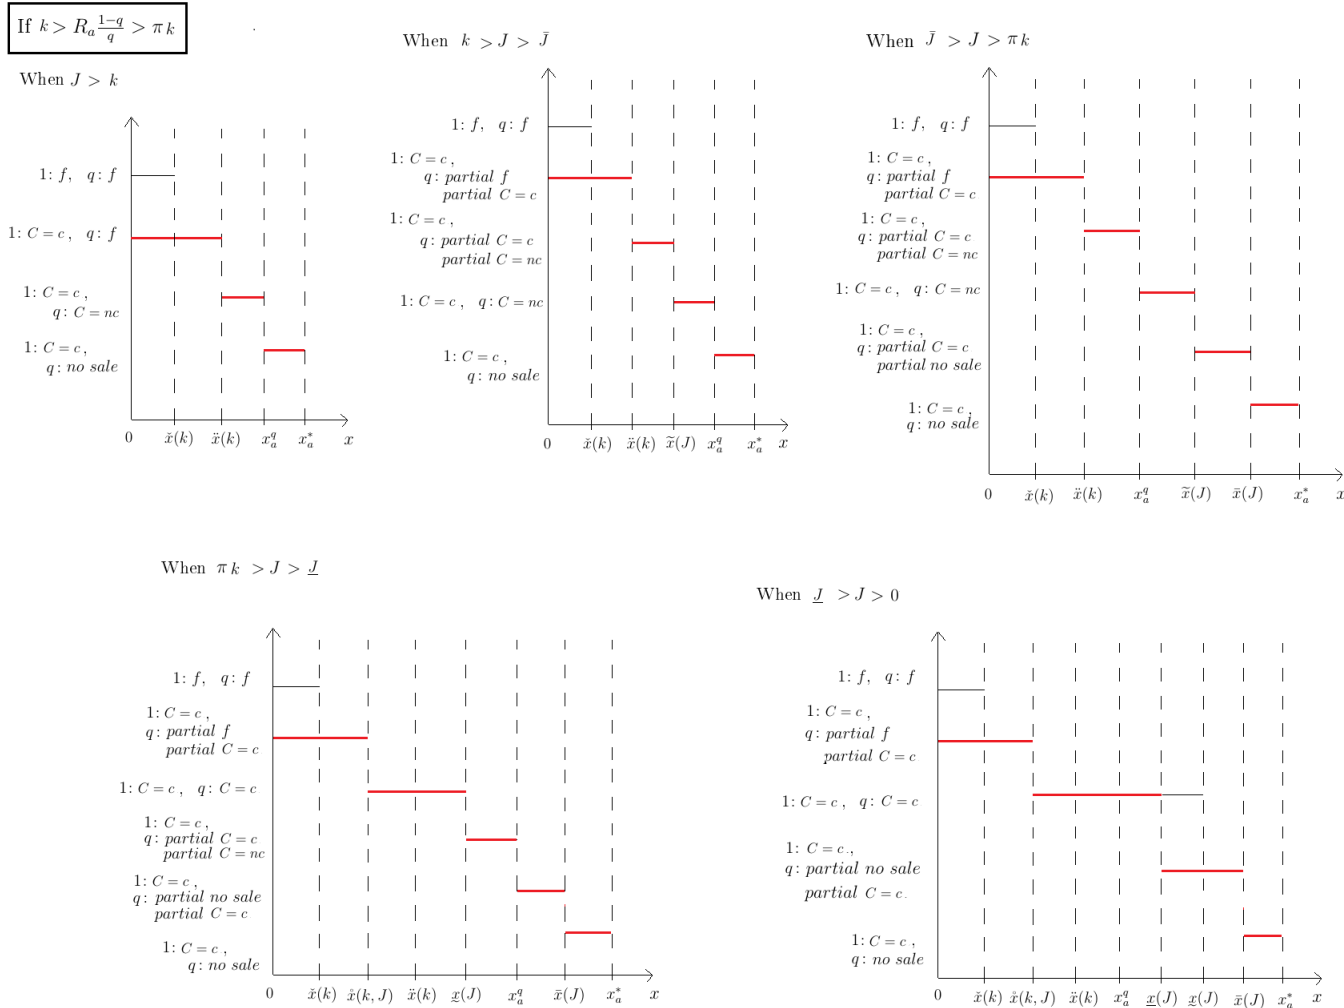 If k > R_a \frac{1-q}{q} > π k
When J > k
1: f, q: f
1: C = c, q: f
1: C = c,
q: C = nc
1: C = c,
q: no sale
0 x̌(k) ẍ(k) x_a^q x_a^* x
When k > J > J̄
1: f, q: f
1: C = c,
q: partial f
partial C = c
1: C = c,
q: partial C = c
partial C = nc
1: C = c, q: C = nc
1: C = c,
q: no sale
0 x̌(k) ẍ(k) x̃(J) x_a^q x_a^* x
When J̄ > J > π k
1: f, q: f
1: C = c,
q: partial f
partial C = c
1: C = c,
q: partial C = c
partial C = nc
1: C = c, q: C = nc
1: C = c,
q: partial C = c
partial no sale
1: C = c,
q: no sale
0 x̌(k) ẍ(k) x_a^q x̃(J) x̄(J) x_a^* x
When π k > J > J̲
1: f, q: f
1: C = c,
q: partial f
partial C = c
1: C = c, q: C = c
1: C = c,
q: partial C = c
partial C = nc
1: C = c,
q: partial no sale
partial C = c
1: C = c.,
q: no sale
0 x̌(k) x̊(k, J) ẍ(k) x̰(J) x_a^q x̄(J) x_a^* x
When J̲ > J > 0
1: f, q: f
1: C = c,
q: partial f
partial C = c
1: C = c, q: C = c
1: C = c.,
q: partial no sale
partial C = c.
1: C = c,
q: no sale
0 x̌(k) x̊(k, J) ẍ(k) x_a^q x̲(J) x̰(J) x̄(J) x_a^* x